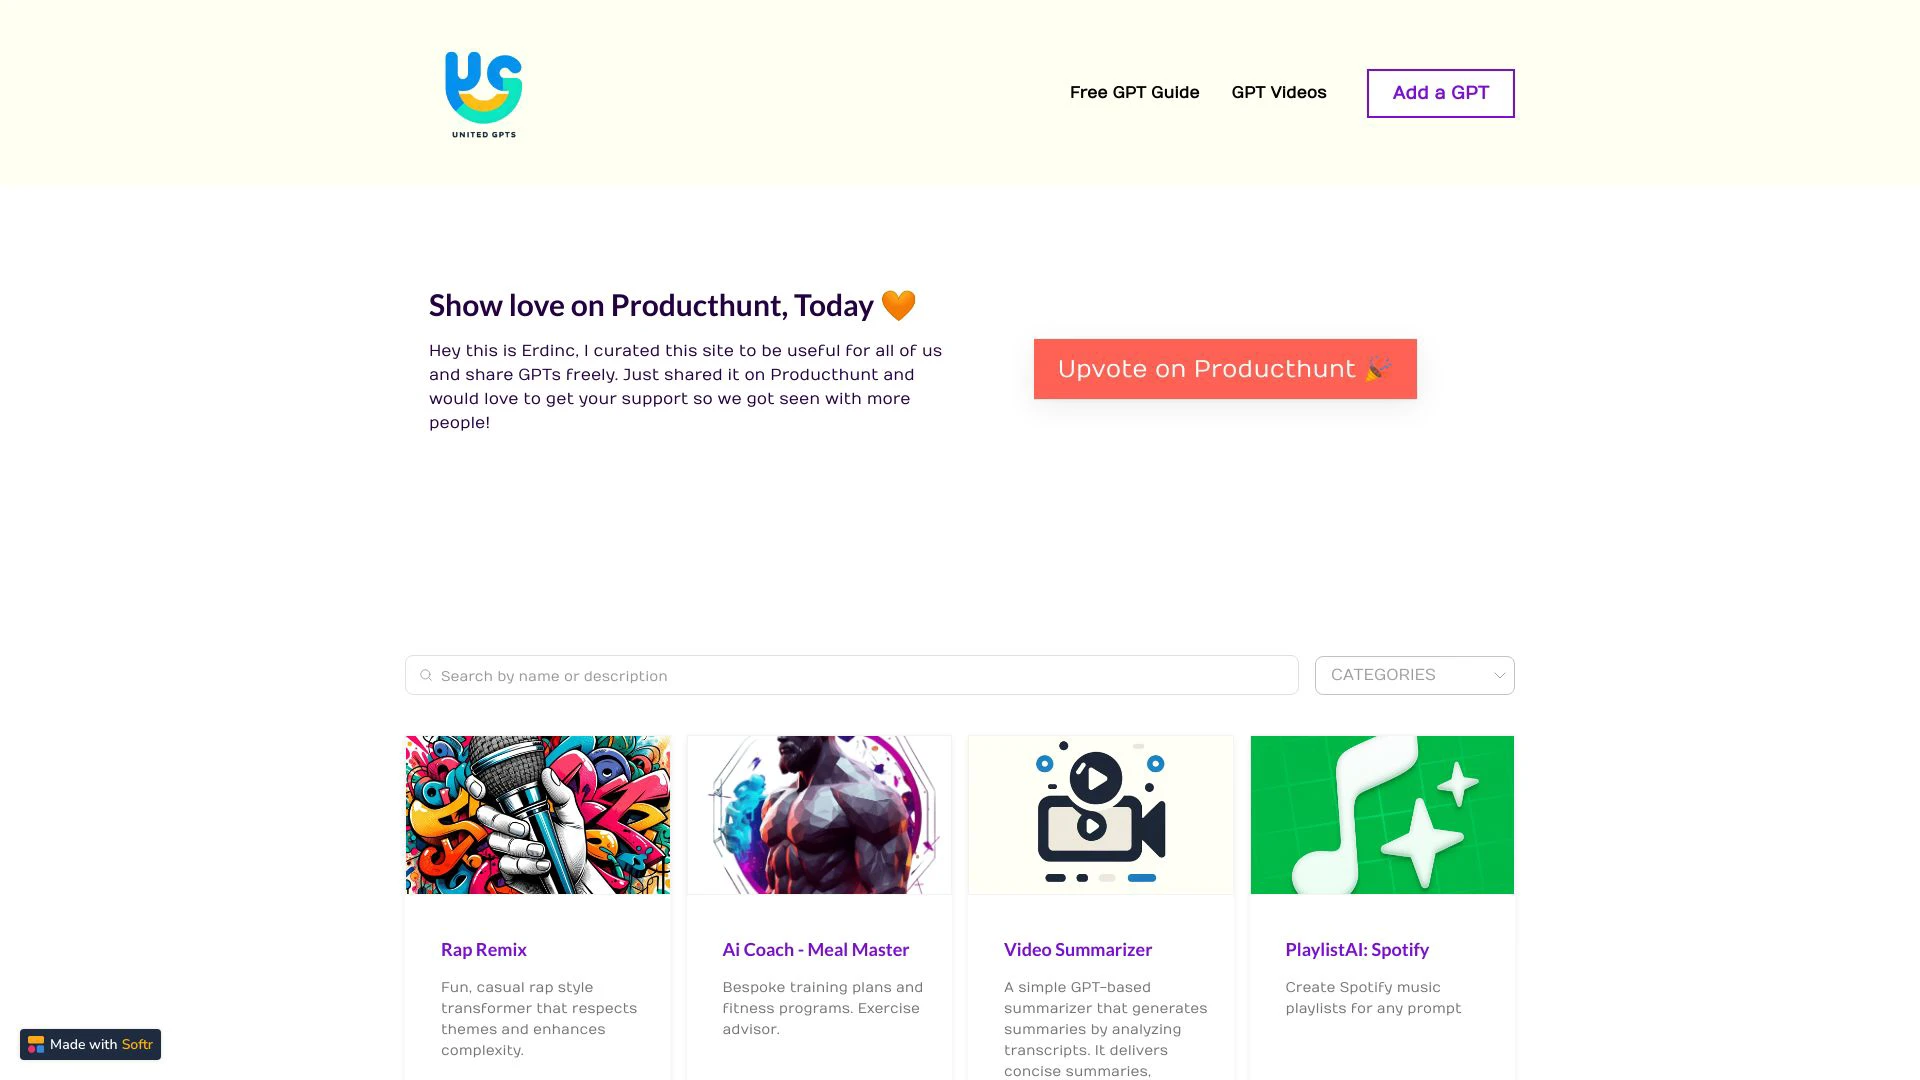 UNITED GPTS
Free GPT Guide
GPT Videos
Add a GPT
Show love on Producthunt, Today 🧡
Hey this is Erdinc, I curated this site to be useful for all of us
and share GPTs freely. Just shared it on Producthunt and
would love to get your support so we got seen with more
people!
Upvote on Producthunt 🎉
Search by name or description
CATEGORIES
Rap Remix
Fun, casual rap style
transformer that respects
themes and enhances
complexity.
Ai Coach - Meal Master
Bespoke training plans and
fitness programs. Exercise
advisor.
Video Summarizer
A simple GPT-based
summarizer that generates
summaries by analyzing
transcripts. It delivers
concise summaries,
PlaylistAI: Spotify
Create Spotify music
playlists for any prompt
Made with Softr